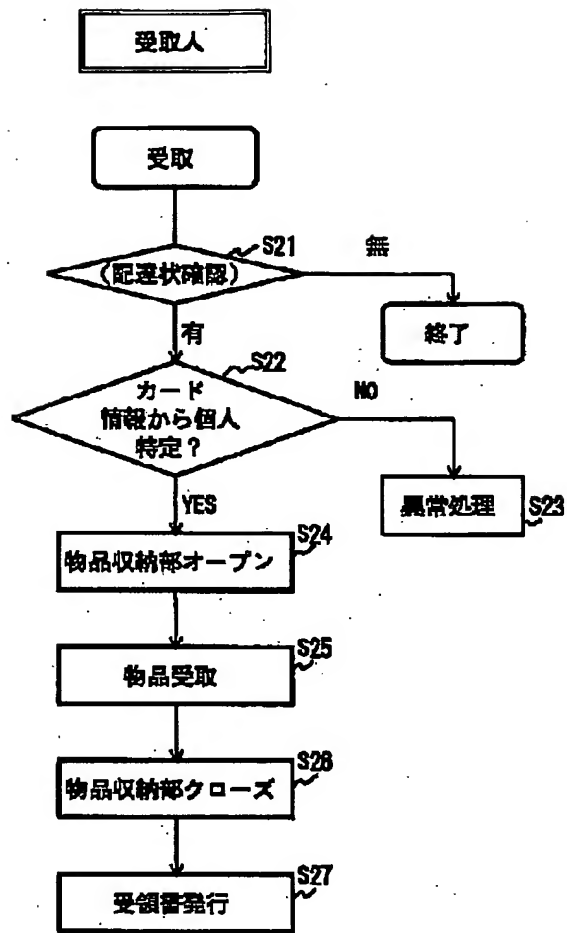 受取人
受取
S21
(配達状確認)
無
終了
有
S22
カード
情報から個人
特定?
NO
異常処理
S23
YES
S24
物品収納部オープン
S25
物品受取
S26
物品収納部クローズ
S27
受領書発行